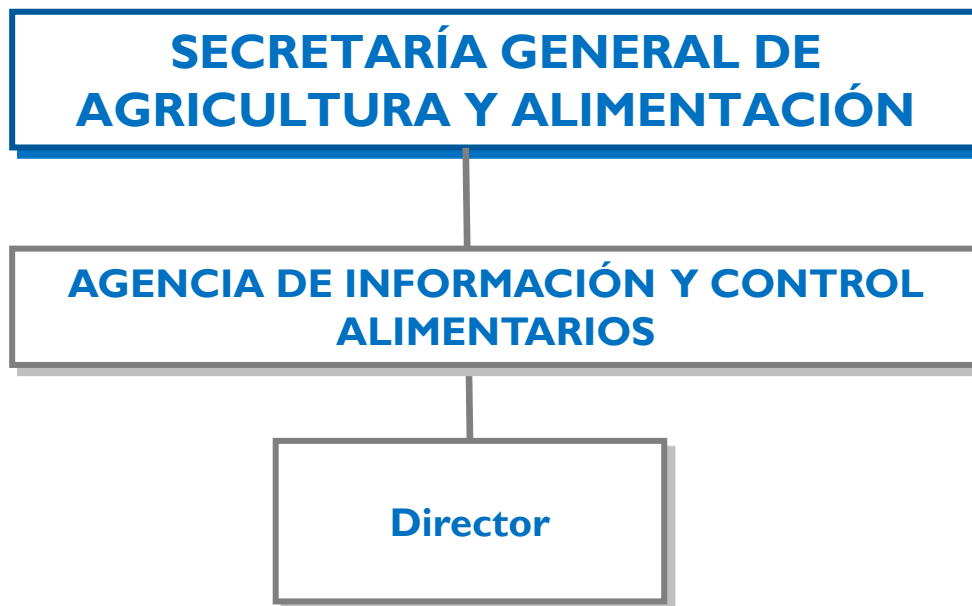 SECRETARÍA GENERAL DE
AGRICULTURA Y ALIMENTACIÓN
AGENCIA DE INFORMACIÓN Y CONTROL
ALIMENTARIOS
Director